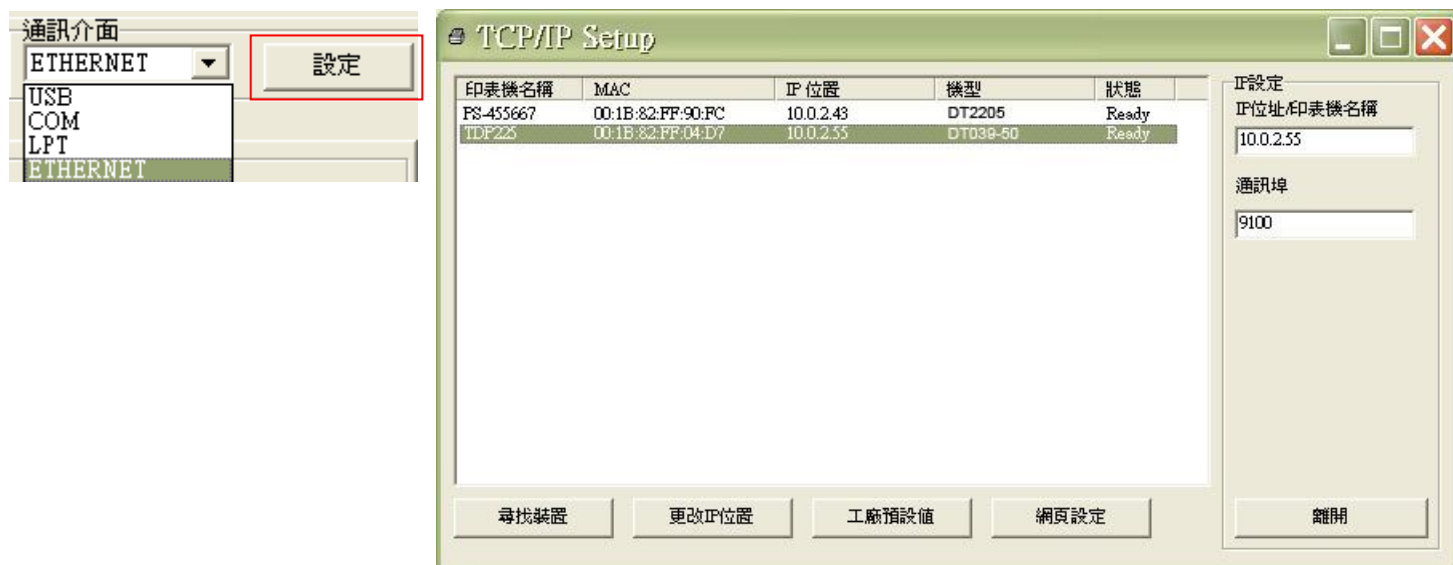 通訊介面
ETHERNET
設定
USB
COM
LPT
ETHERNET
TCP/IP Setup
印表機名稱 MAC IP 位置 機型 狀態
PS-455667 00:1B:82:FF:90:FC 10.0.2.43 DT2205 Ready
TDP225 00:1B:82:FF:04:D7 10.0.2.55 DT039-50 Ready
IP設定
IP位址/印表機名稱
10.0.2.55
通訊埠
9100
尋找裝置 更改IP位置 工廠預設值 網頁設定 離開